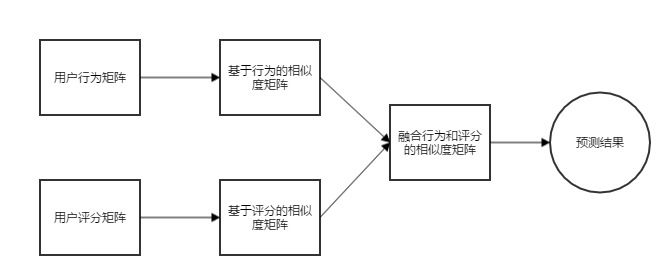 用户行为矩阵
基于行为的相似
度矩阵
融合行为和评分
的相似度矩阵
预测结果
用户评分矩阵
基于评分的相似
度矩阵